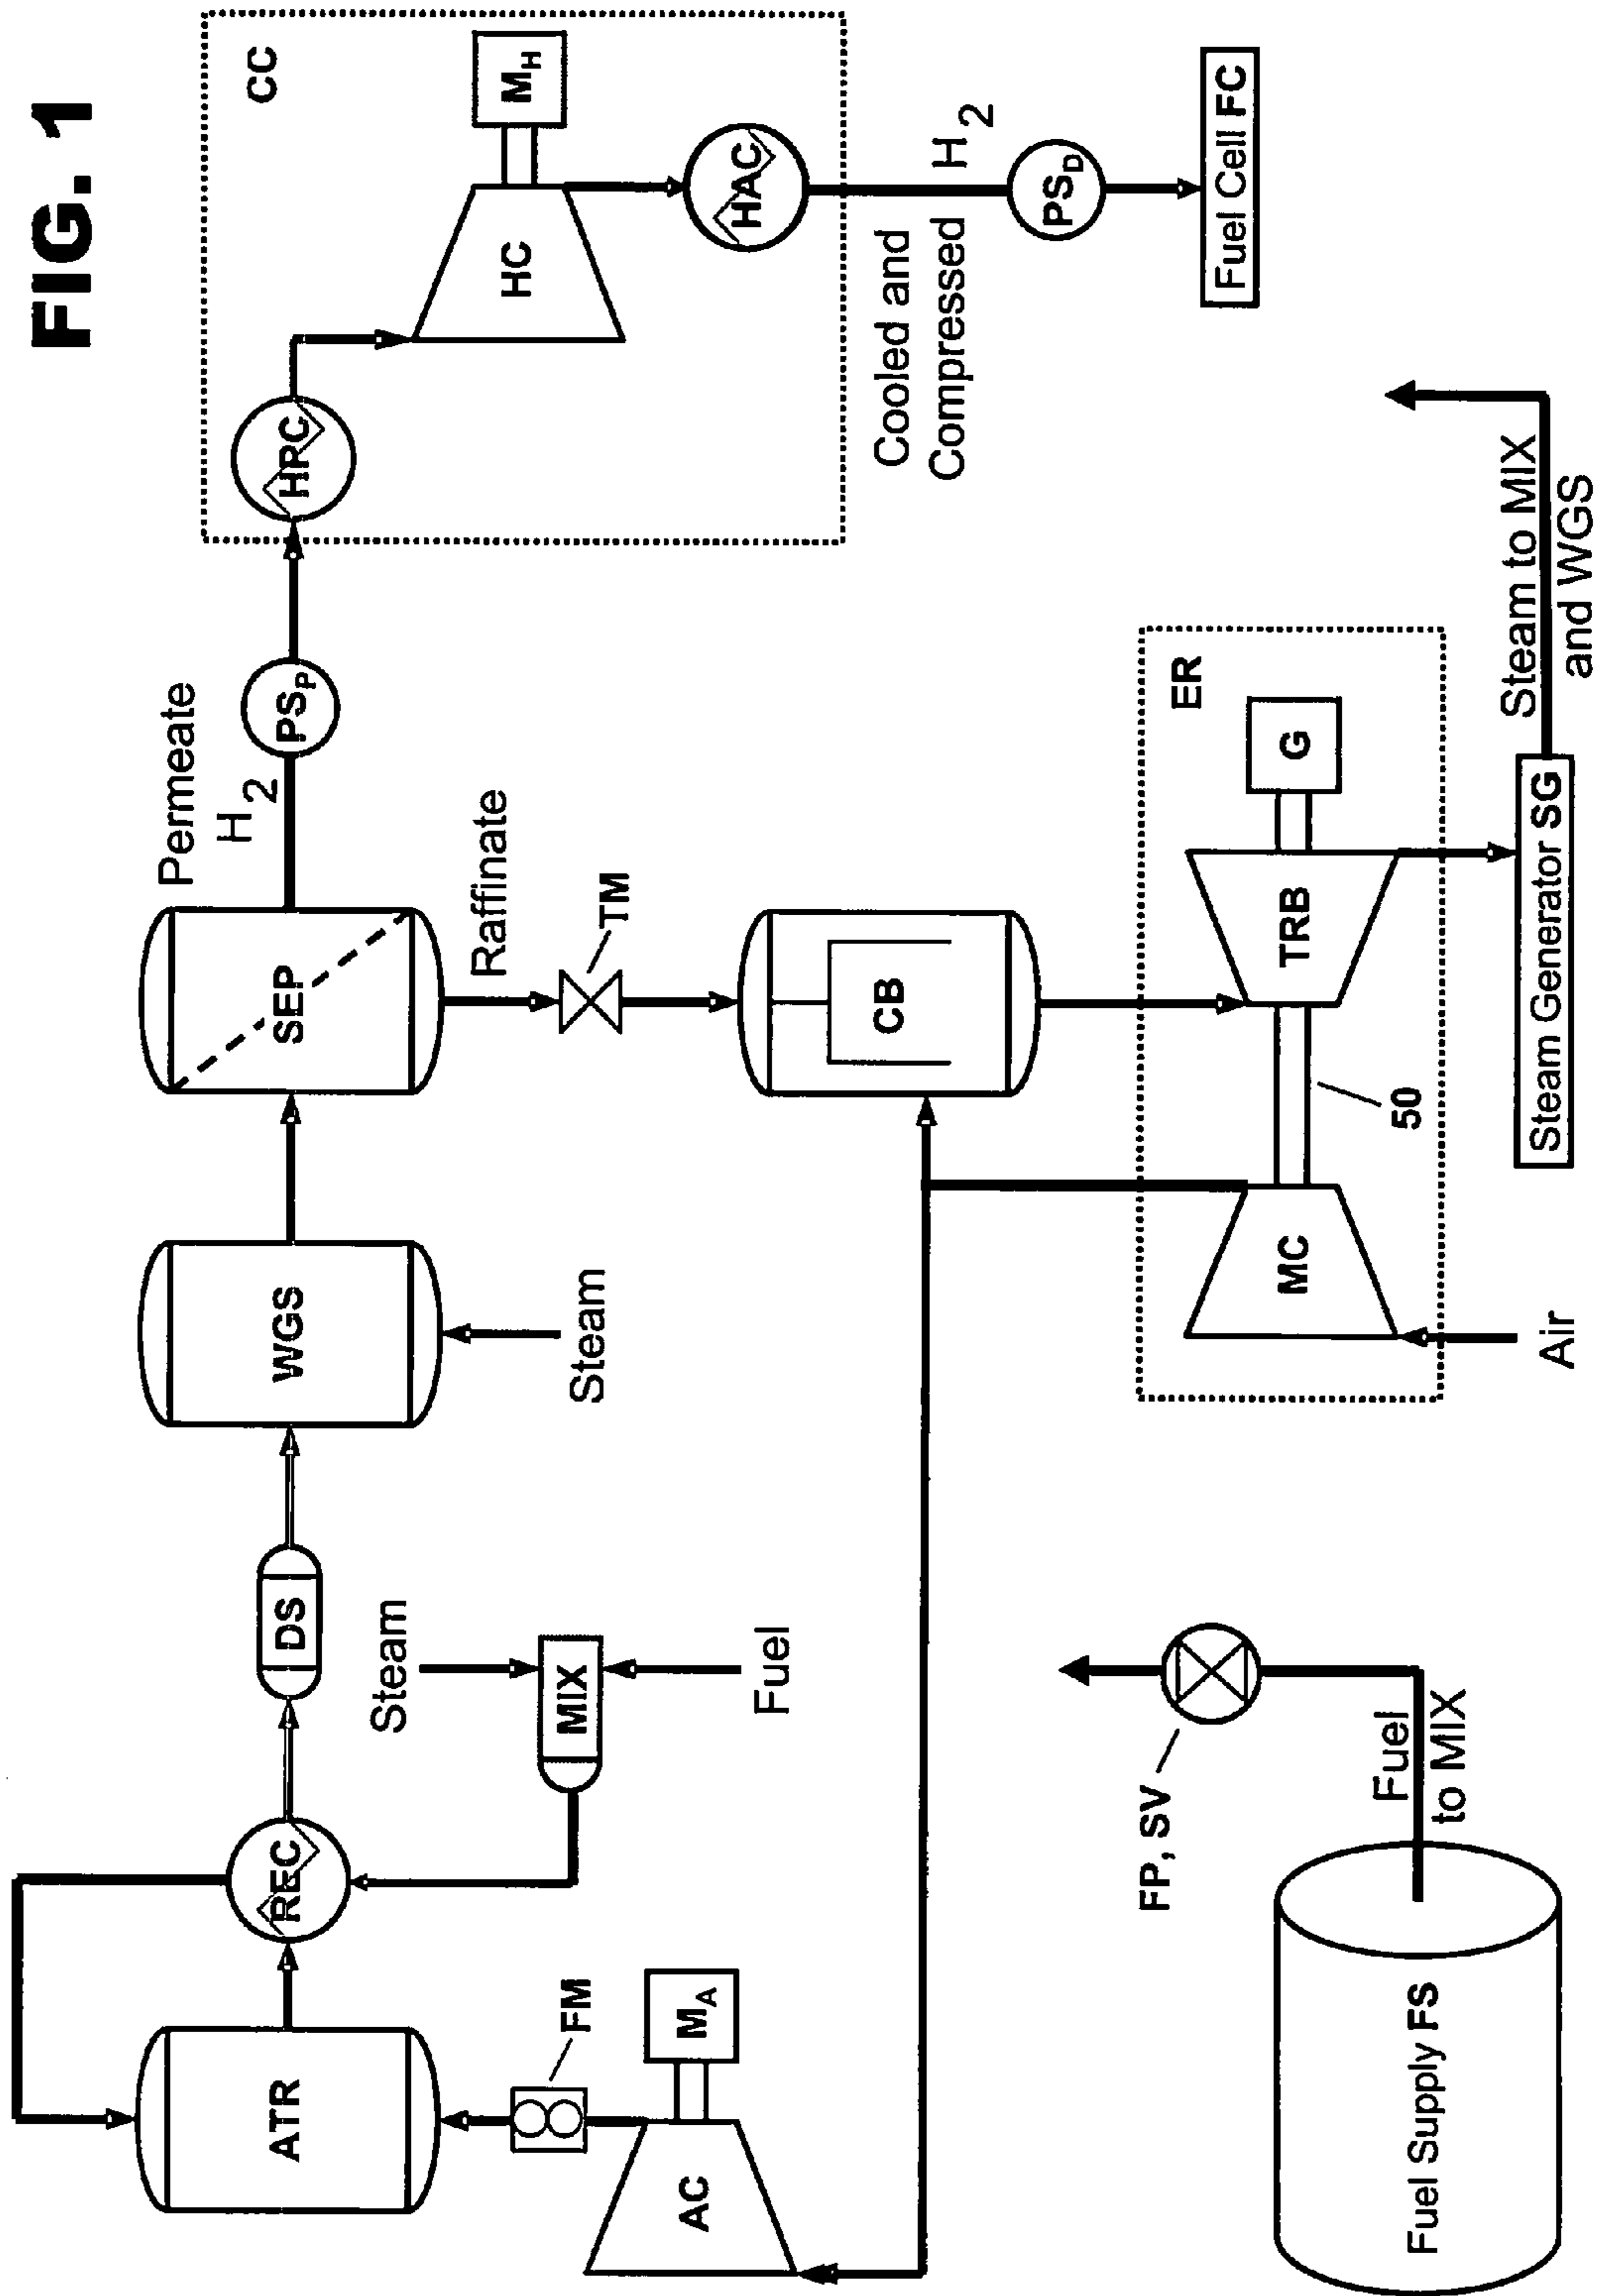 FIG. 1
CC
M_H
HC
HAC
HPC
H_2
Cooled and
Compressed
PS_D
Fuel Cell FC
Permeate
H_2
PS_P
SEP
Raffinate
TM
WGS
Steam
DS
REC
Steam
MIX
Fuel
ATR
FM
M_A
AC
CB
ER
G
TRB
50
MC
Air
Steam Generator SG
Steam to MIX
and WGS
FP, SV
Fuel
to MIX
Fuel Supply FS